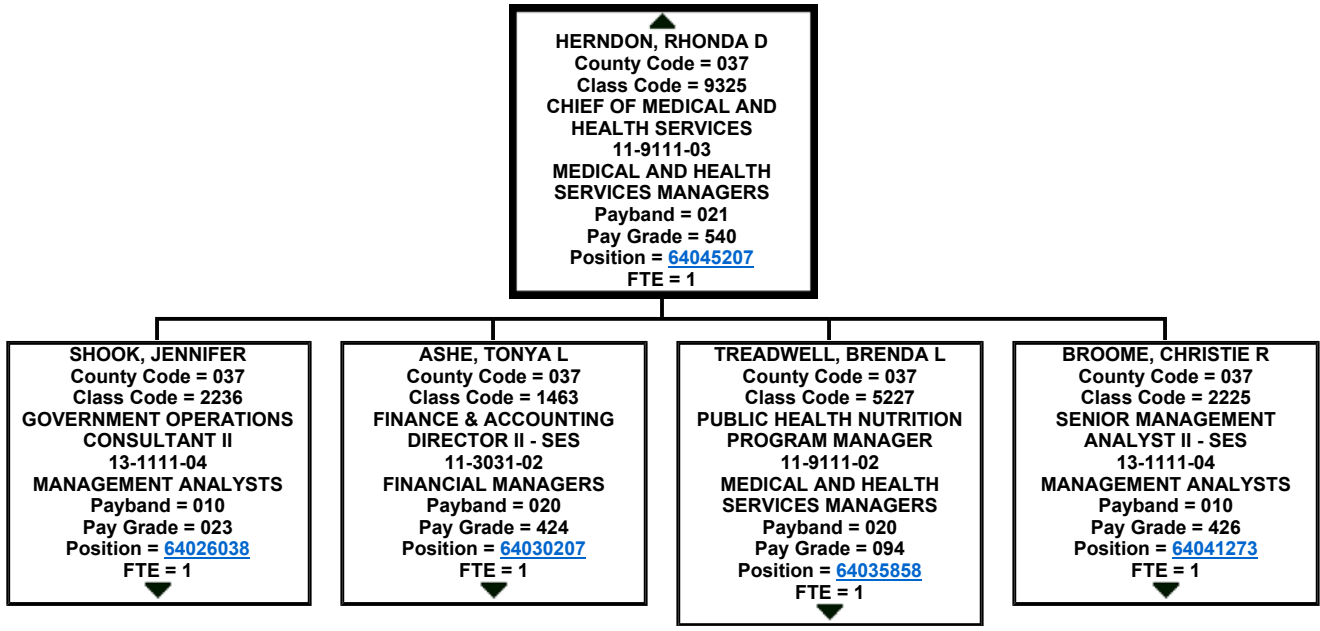 HERNDON, RHONDA D
County Code = 037
Class Code = 9325
CHIEF OF MEDICAL AND
HEALTH SERVICES
11-9111-03
MEDICAL AND HEALTH
SERVICES MANAGERS
Payband = 021
Pay Grade = 540
Position = 64045207
FTE = 1
SHOOK, JENNIFER
County Code = 037
Class Code = 2236
GOVERNMENT OPERATIONS
CONSULTANT II
13-1111-04
MANAGEMENT ANALYSTS
Payband = 010
Pay Grade = 023
Position = 64026038
FTE = 1
ASHE, TONYA L
County Code = 037
Class Code = 1463
FINANCE & ACCOUNTING
DIRECTOR II - SES
11-3031-02
FINANCIAL MANAGERS
Payband = 020
Pay Grade = 424
Position = 64030207
FTE = 1
TREADWELL, BRENDA L
County Code = 037
Class Code = 5227
PUBLIC HEALTH NUTRITION
PROGRAM MANAGER
11-9111-02
MEDICAL AND HEALTH
SERVICES MANAGERS
Payband = 020
Pay Grade = 094
Position = 64035858
FTE = 1
BROOME, CHRISTIE R
County Code = 037
Class Code = 2225
SENIOR MANAGEMENT
ANALYST II - SES
13-1111-04
MANAGEMENT ANALYSTS
Payband = 010
Pay Grade = 426
Position = 64041273
FTE = 1